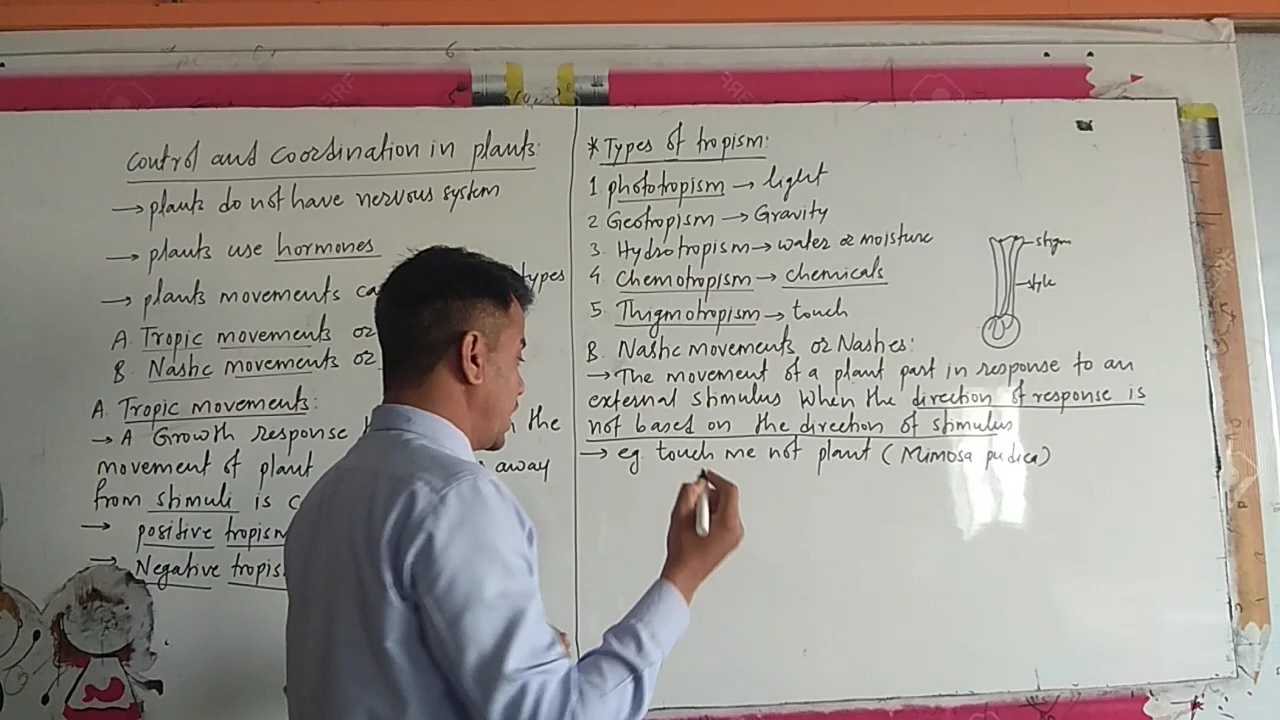 Control and Coordination in plants:
→ plants do not have nervous system
→ plants use hormones
→ plants movements ca types
A. Tropic movements or
B. Nastic movements or
A. Tropic movements:
→ A Growth response the
movement of plant away
from stimuli is c
→ positive tropism
→ Negative tropis
* Types of tropism:
1 phototropism → light
2 Geotropism → Gravity
3. Hydrotropism → water or moisture
4. Chemotropism → chemicals
5. Thigmotropism → touch
stigm
style
B. Nastic movements or Nasties:
→ The movement of a plant part in response to an
external stimulus when the direction of response is
not based on the direction of stimulus
→ eg touch me not plant (Mimosa pudica)